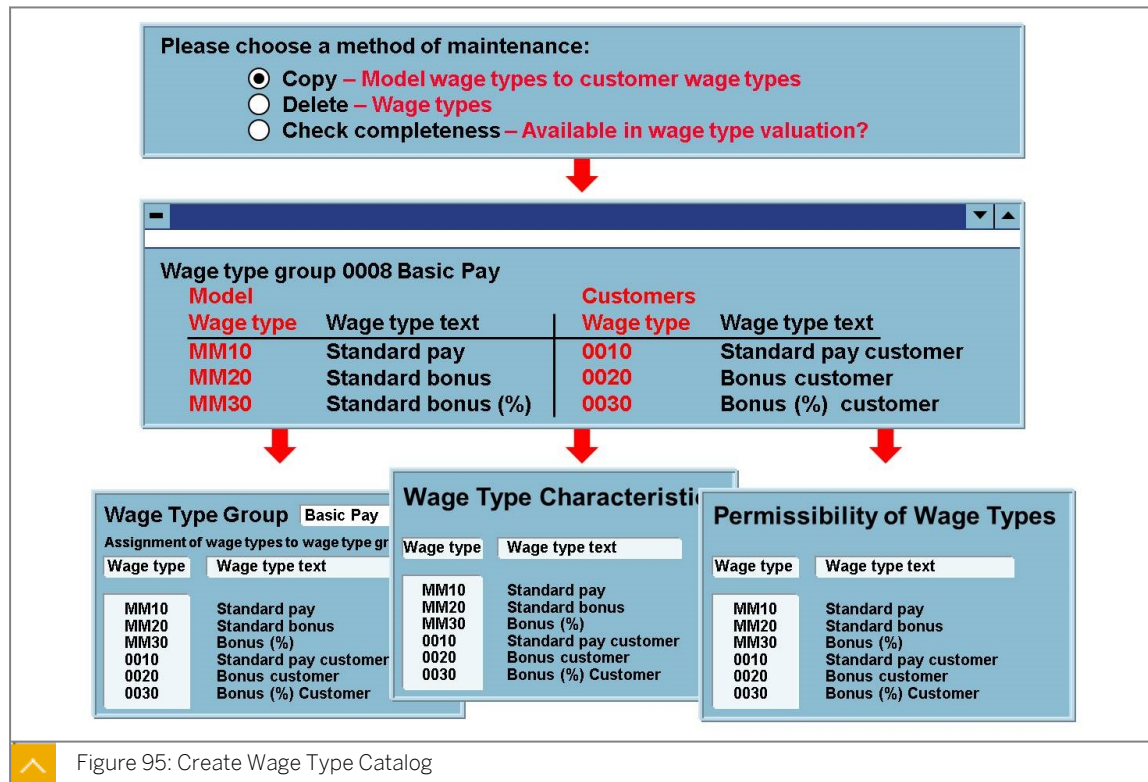 Please choose a method of maintenance:
Copy – Model wage types to customer wage types
Delete – Wage types
Check completeness – Available in wage type valuation?
Wage type group 0008 Basic Pay
Model Customers
Wage type Wage type text Wage type Wage type text
MM10 Standard pay 0010 Standard pay customer
MM20 Standard bonus 0020 Bonus customer
MM30 Standard bonus (%) 0030 Bonus (%) customer
Wage Type Group Basic Pay
Assignment of wage types to wage type gr
Wage type Wage type text
MM10 Standard pay
MM20 Standard bonus
MM30 Bonus (%)
0010 Standard pay customer
0020 Bonus customer
0030 Bonus (%) Customer
Wage Type Characteristic
Wage type Wage type text
MM10 Standard pay
MM20 Standard bonus
MM30 Bonus (%)
0010 Standard pay customer
0020 Bonus customer
0030 Bonus (%) Customer
Permissibility of Wage Types
Wage type Wage type text
MM10 Standard pay
MM20 Standard bonus
MM30 Bonus (%)
0010 Standard pay customer
0020 Bonus customer
0030 Bonus (%) Customer
Figure 95: Create Wage Type Catalog